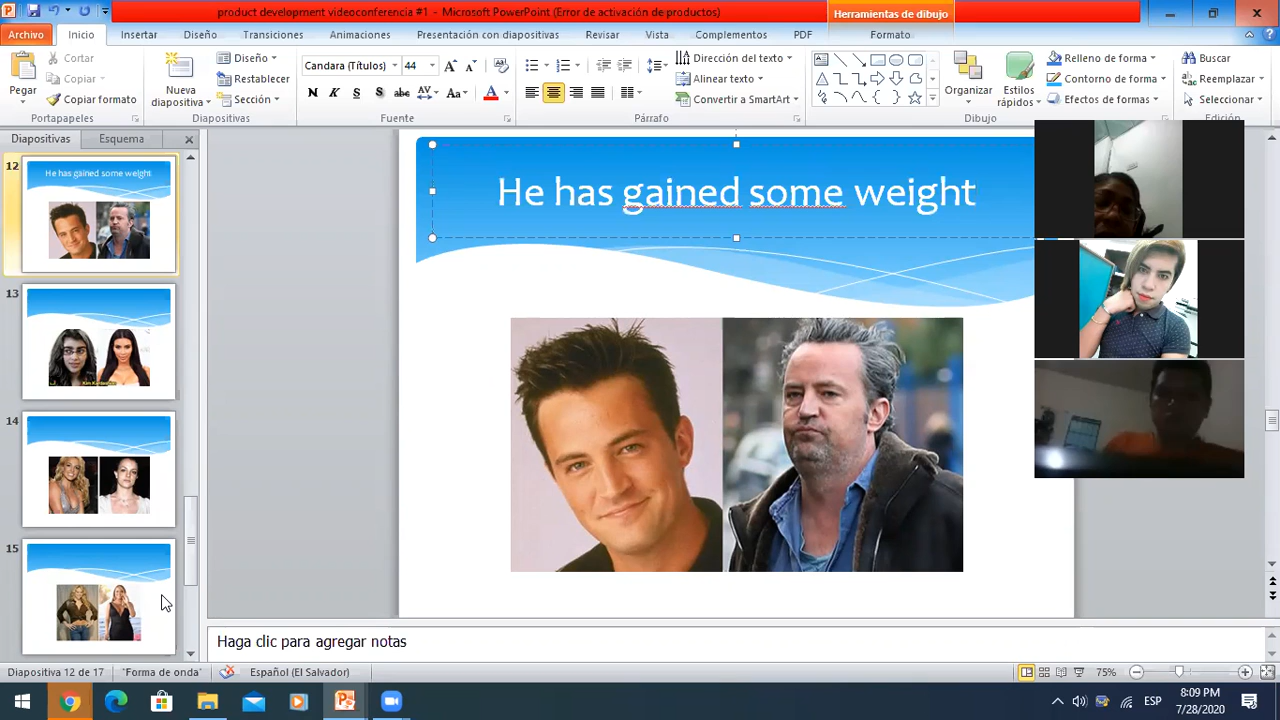 product development videoconferencia #1 - Microsoft PowerPoint (Error de activación de productos)
Herramientas de dibujo
Archivo Inicio Insertar Diseño Transiciones Animaciones Presentación con diapositivas Revisar Vista Complementos PDF Formato
Pegar
Cortar
Copiar
Copiar formato
Portapapeles
Nueva
diapositiva
Diseño
Restablecer
Sección
Diapositivas
Candara (Títulos) 44
N K S S abc AV Aa A
Fuente
Párrafo
Dirección del texto
Alinear texto
Convertir a SmartArt
Dibujo
Organizar
Estilos
rápidos
Relleno de forma
Contorno de forma
Efectos de formas
Buscar
Reemplazar
Seleccionar
Edición
Diapositivas Esquema
12
He has gained some weight
13
Kim Kardashian
14
15
He has gained some weight
Haga clic para agregar notas
Diapositiva 12 de 17 "Forma de onda" Español (El Salvador) 75%
ESP
8:09 PM
7/28/2020